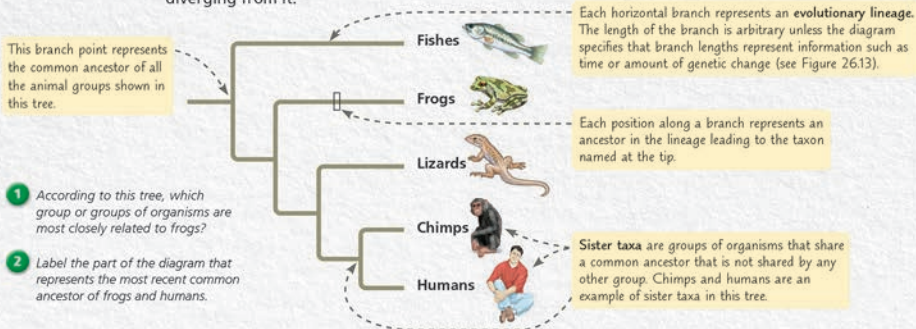 diverging from it.
Each horizontal branch represents an evolutionary lineage.
The length of the branch is arbitrary unless the diagram
specifies that branch lengths represent information such as
time or amount of genetic change (see Figure 26.13).
This branch point represents
the common ancestor of all
the animal groups shown in
this tree.
Fishes
Frogs
Each position along a branch represents an
ancestor in the lineage leading to the taxon
named at the tip.
Lizards
1 According to this tree, which
group or groups of organisms are
most closely related to frogs?
Chimps
2 Label the part of the diagram that
represents the most recent common
ancestor of frogs and humans.
Sister taxa are groups of organisms that share
a common ancestor that is not shared by any
other group. Chimps and humans are an
example of sister taxa in this tree.
Humans